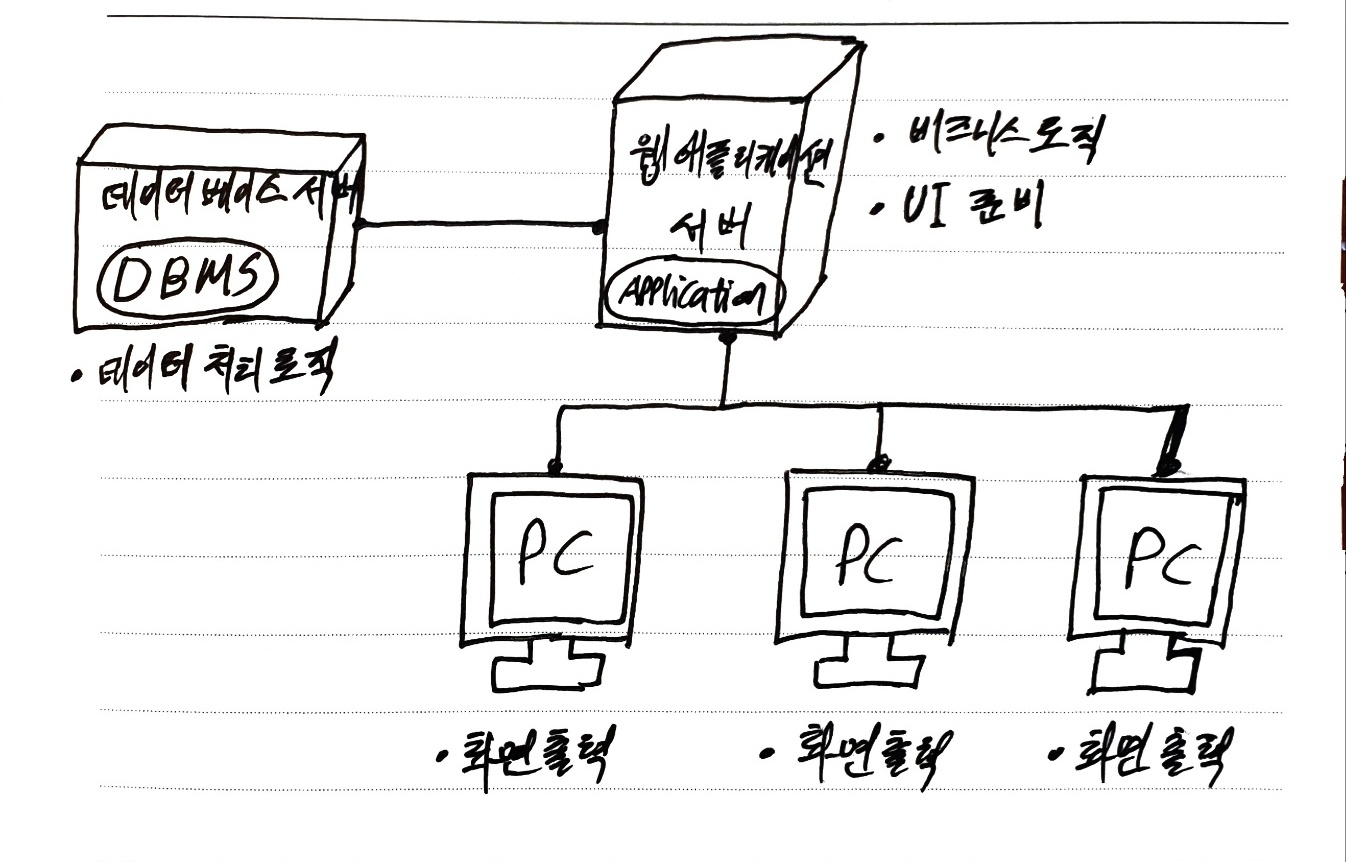 웹 애플리케이션
서버
Application
• 비즈니스로직
• UI 준비
데이터베이스 서버
DBMS
• 데이터 처리로직
PC
PC
PC
• 화면출력
• 화면출력
• 화면출력